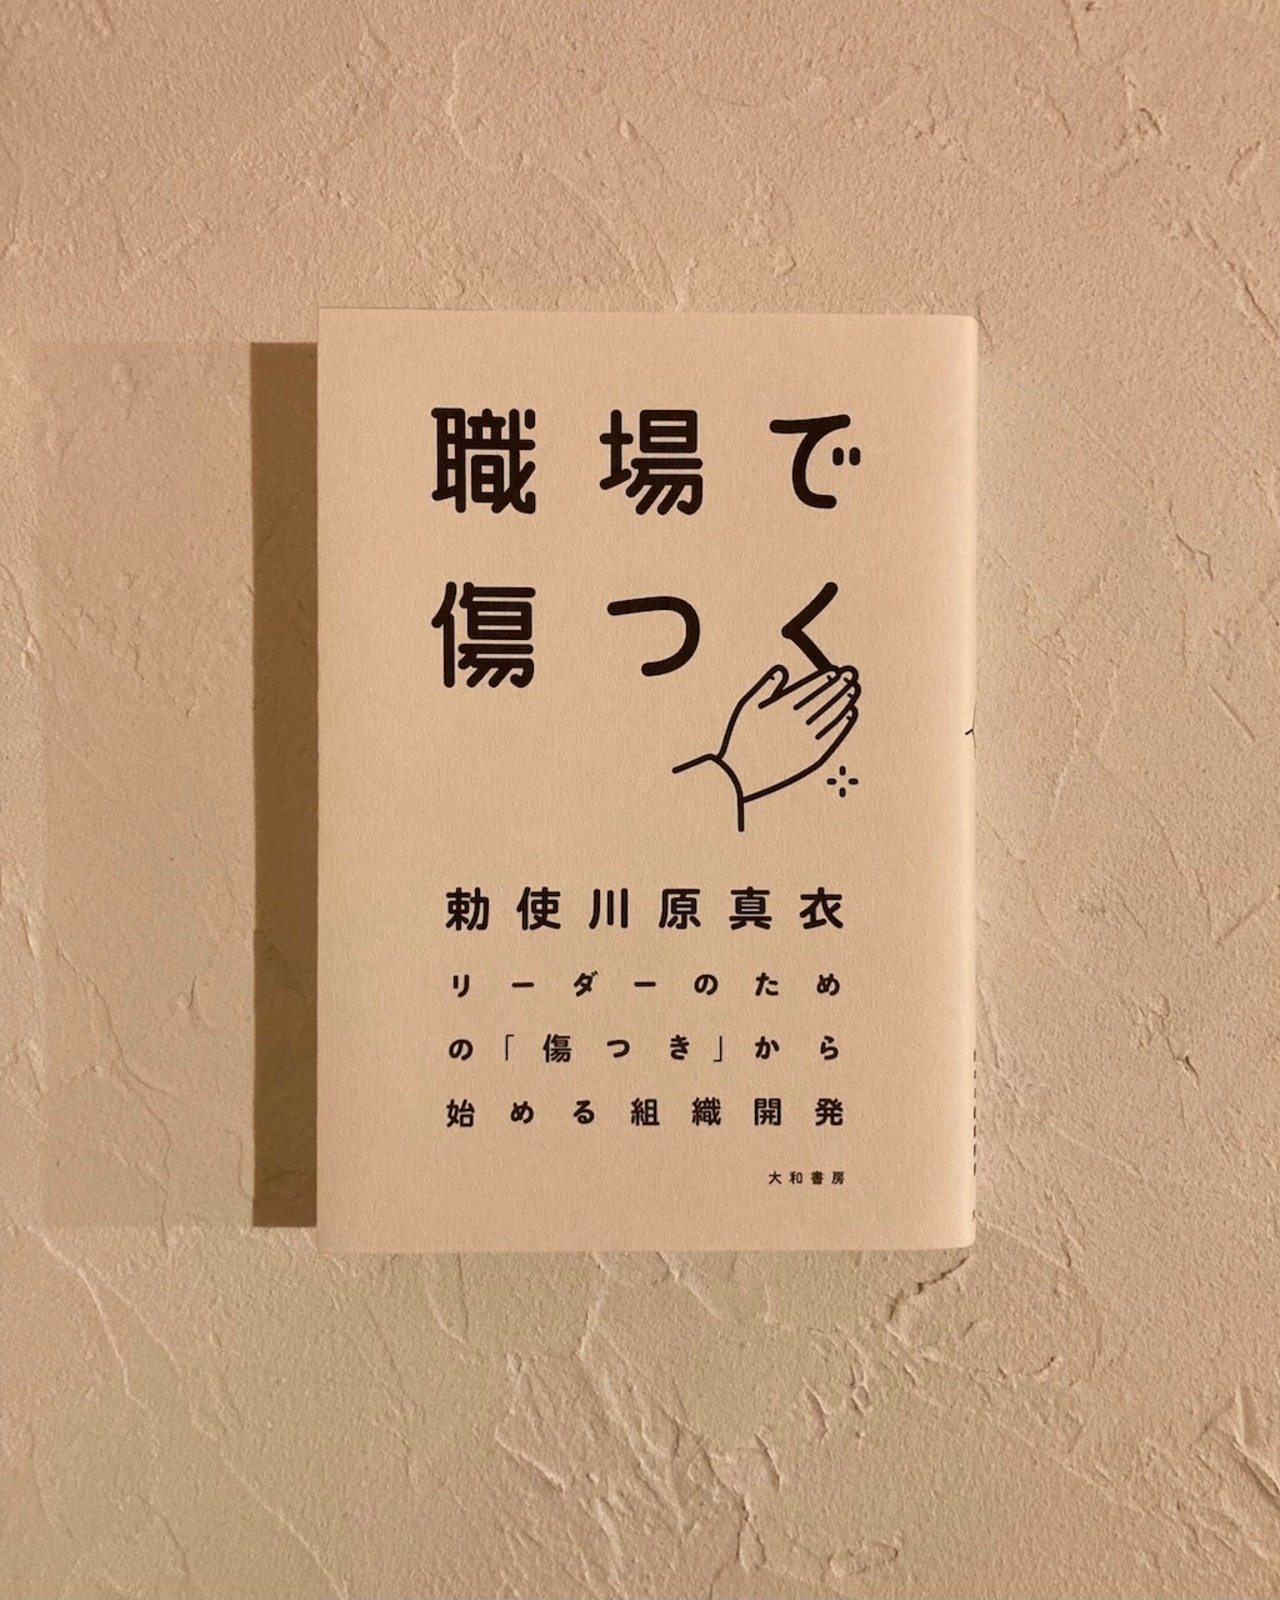 職場で
傷つく
勅使川原真衣
リーダーのため
の「傷つき」から
始める組織開発
大和書房